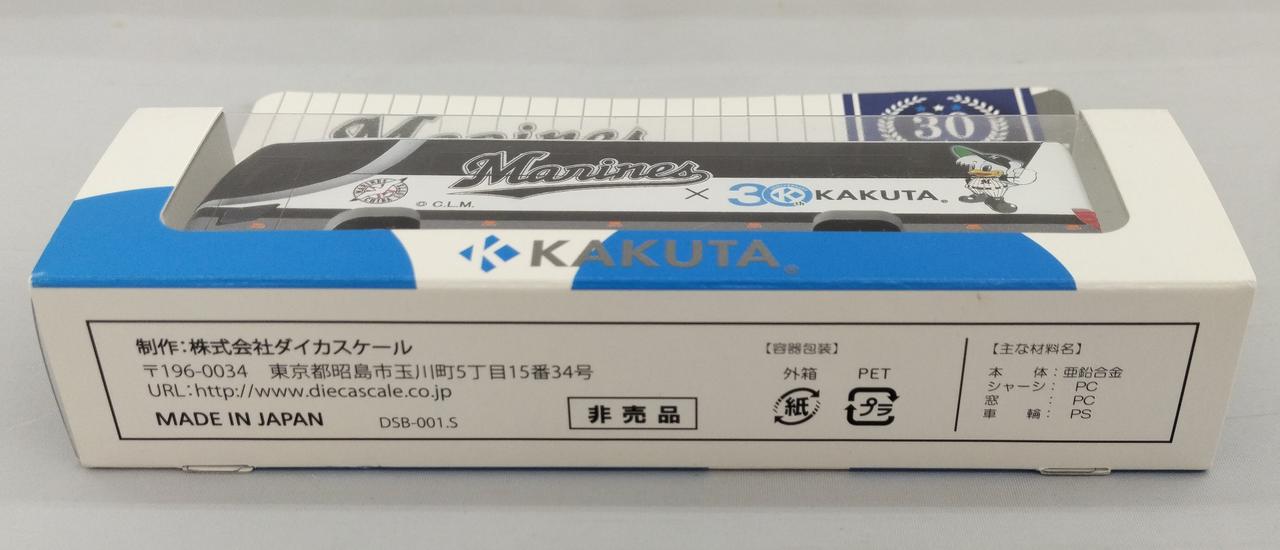 Marines
30
Marines
© C.L.M.
×
30th K KAKUTA®
KAKUTA®
制作:株式会社ダイカスケール
〒196-0034 東京都昭島市玉川町5丁目15番34号
URL:http://www.diecascale.co.jp
MADE IN JAPAN DSB-001.S
非売品
【容器包装】
外箱 PET
紙 プラ
【主な材料名】
本 体:亜鉛合金
シャーシ: PC
窓 : PC
車 輪: PS